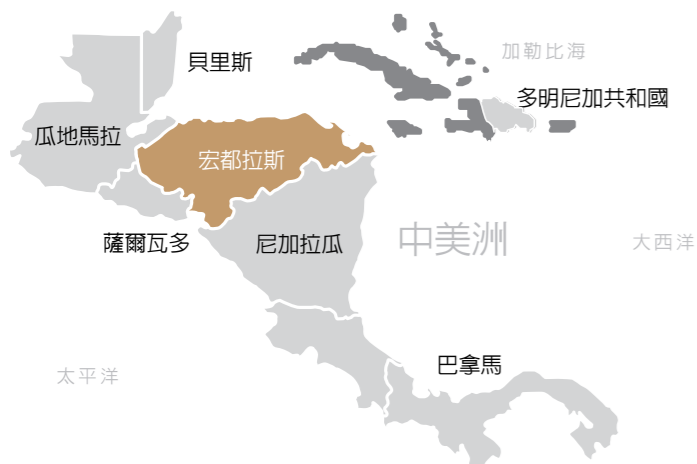 加勒比海
貝里斯
多明尼加共和國
瓜地馬拉
宏都拉斯
薩爾瓦多
尼加拉瓜
中美洲
大西洋
巴拿馬
太平洋